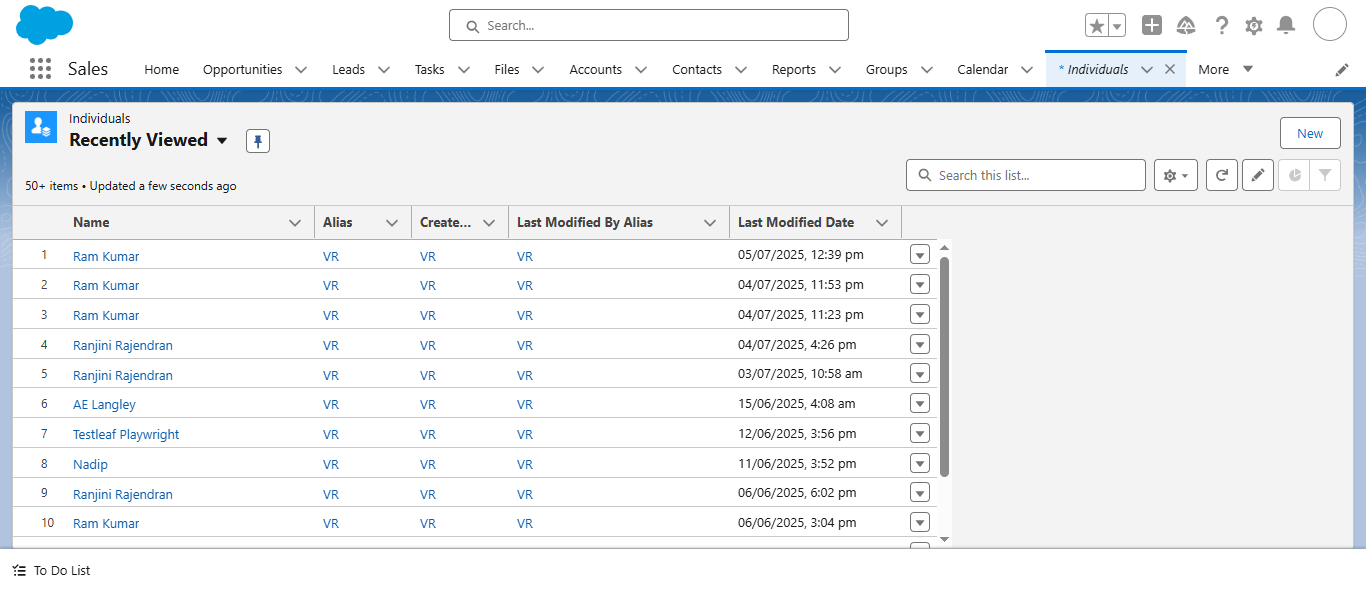 Search...
Sales
Home
Opportunities
Leads
Tasks
Files
Accounts
Contacts
Reports
Groups
Calendar
* Individuals
More
Individuals
Recently Viewed
New
50+ items • Updated a few seconds ago
Search this list...
Name Alias Create... Last Modified By Alias Last Modified Date
1 Ram Kumar VR VR VR 05/07/2025, 12:39 pm
2 Ram Kumar VR VR VR 04/07/2025, 11:53 pm
3 Ram Kumar VR VR VR 04/07/2025, 11:23 pm
4 Ranjini Rajendran VR VR VR 04/07/2025, 4:26 pm
5 Ranjini Rajendran VR VR VR 03/07/2025, 10:58 am
6 AE Langley VR VR VR 15/06/2025, 4:08 am
7 Testleaf Playwright VR VR VR 12/06/2025, 3:56 pm
8 Nadip VR VR VR 11/06/2025, 3:52 pm
9 Ranjini Rajendran VR VR VR 06/06/2025, 6:02 pm
10 Ram Kumar VR VR VR 06/06/2025, 3:04 pm
To Do List